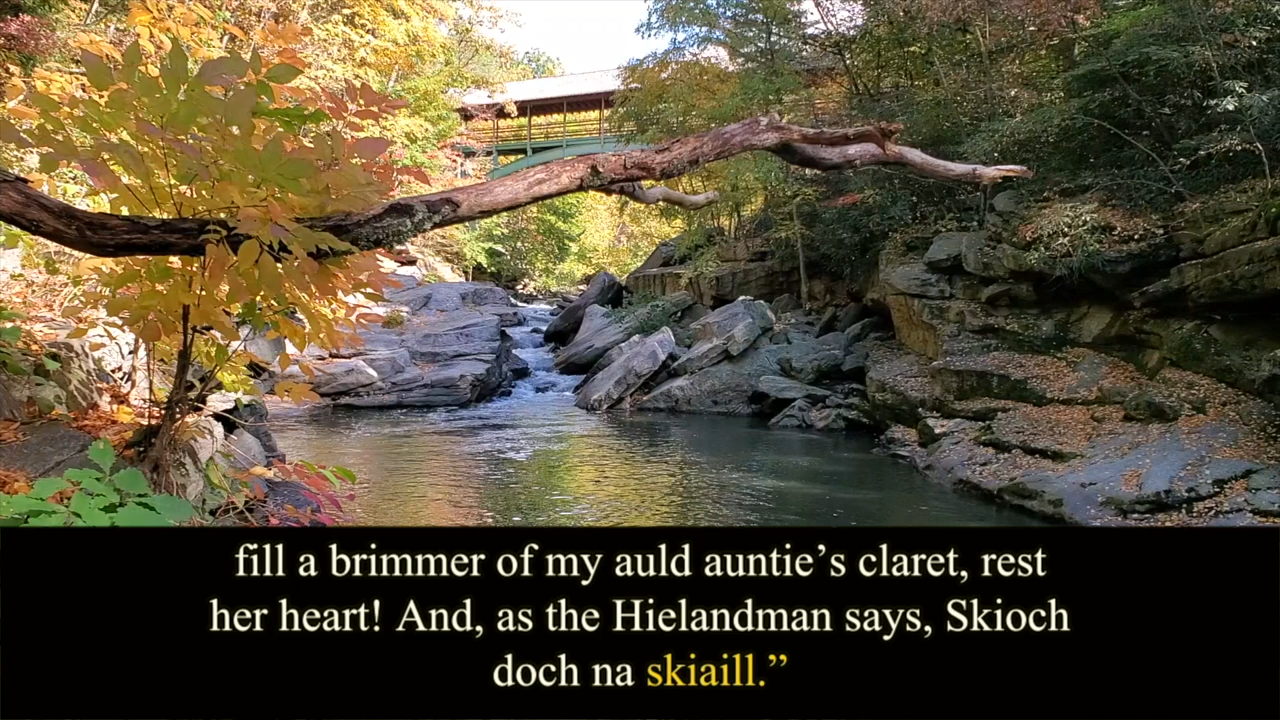 fill a brimmer of my auld auntie’s claret, rest
her heart! And, as the Hielandman says, Skioch
doch na skiaill.”